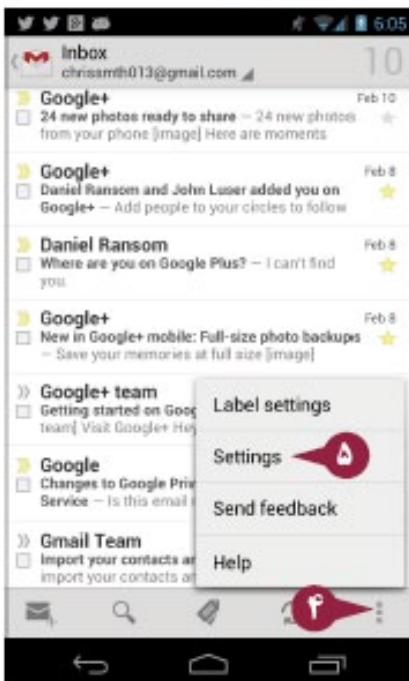 6:05
Inbox
chrissmth013@gmail.com
10
Google+ Feb 10
24 new photos ready to share – 24 new photos
from your phone [image] Here are moments
Google+ Feb 8
Daniel Ransom and John Luser added you on
Google+ – Add people to your circles to follow
Daniel Ransom Feb 8
Where are you on Google Plus? – I can't find
you.
Google+ Feb 8
New in Google+ mobile: Full-size photo backups
– Save your memories at full size [image]
Google+ team
Getting started on Goog
team] Visit Google+ Hey
Google
Changes to Google Priv
Service – Is this email
Gmail Team
Import your contacts an
import your contacts an
Label settings
Settings ۵
Send feedback
Help
۴